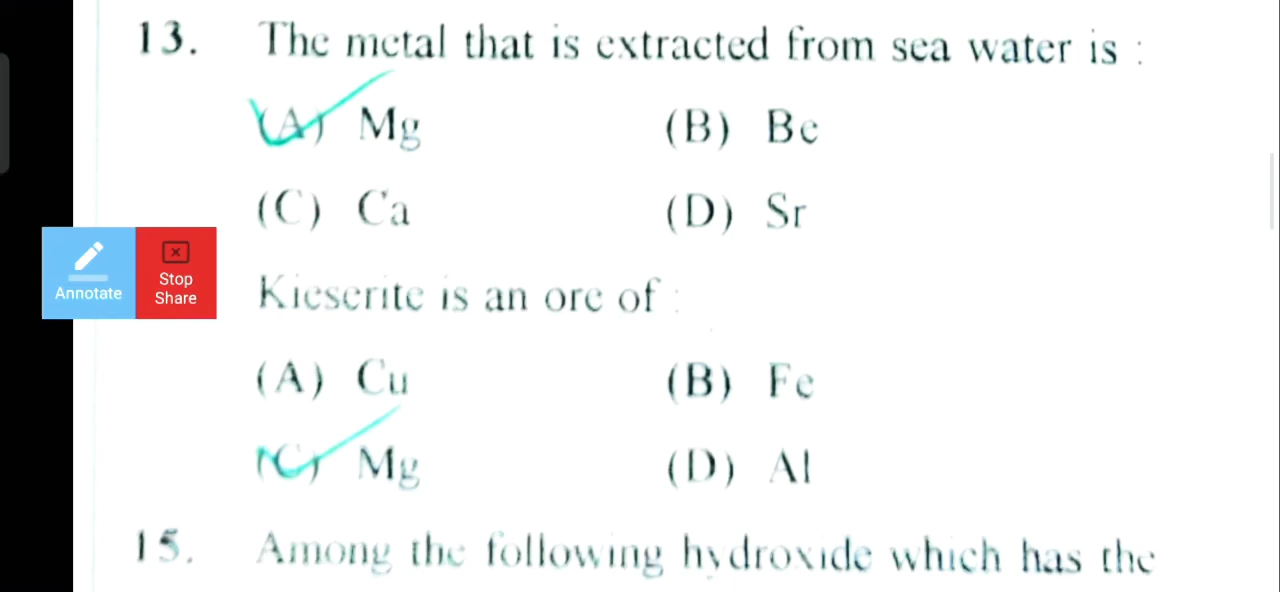 13. The metal that is extracted from sea water is :
(A) Mg (B) Be
(C) Ca (D) Sr
Annotate Stop Share
Kieserite is an ore of :
(A) Cu (B) Fe
(C) Mg (D) Al
15. Among the following hydroxide which has the